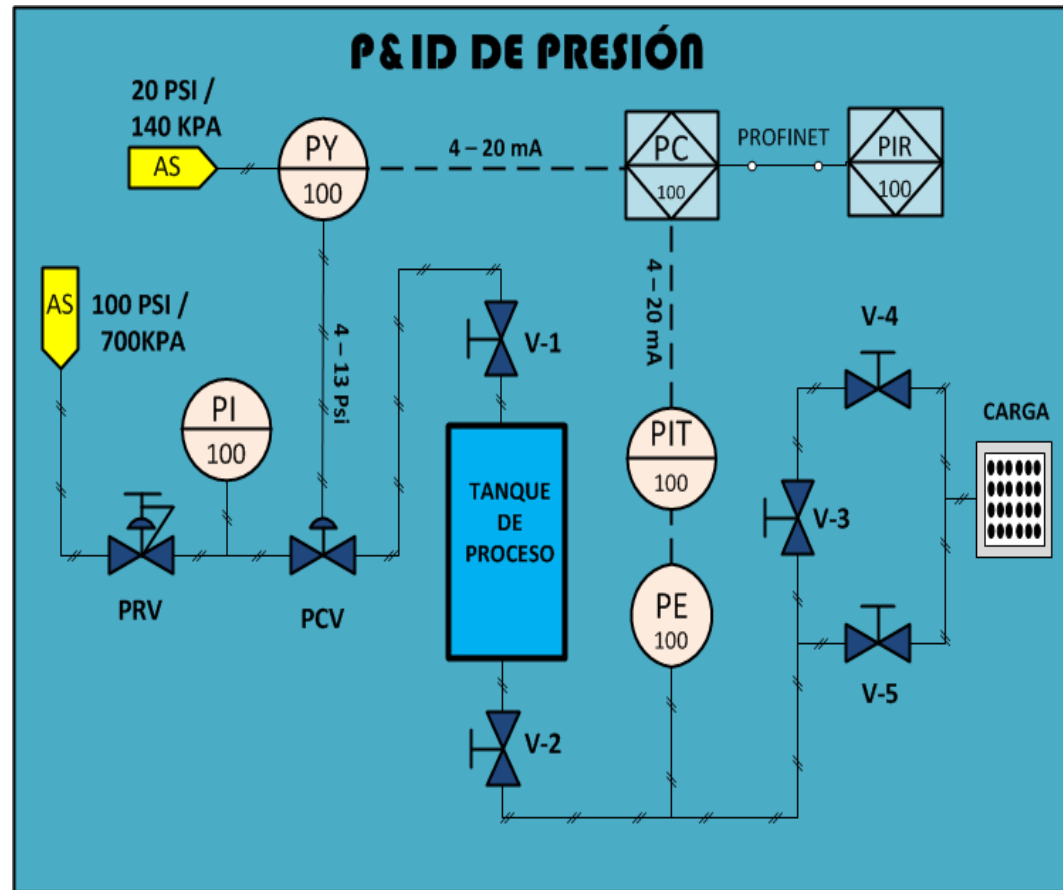 P&ID DE PRESIÓN
20 PSI /
140 KPA
AS
PY
100
4 – 20 mA
PC
100
PROFINET
PIR
100
AS
100 PSI /
700KPA
PI
100
4 – 13 Psi
V-1
4 – 20 mA
V-4
CARGA
PIT
100
TANQUE
DE
PROCESO
V-3
PRV
PCV
PE
100
V-5
V-2